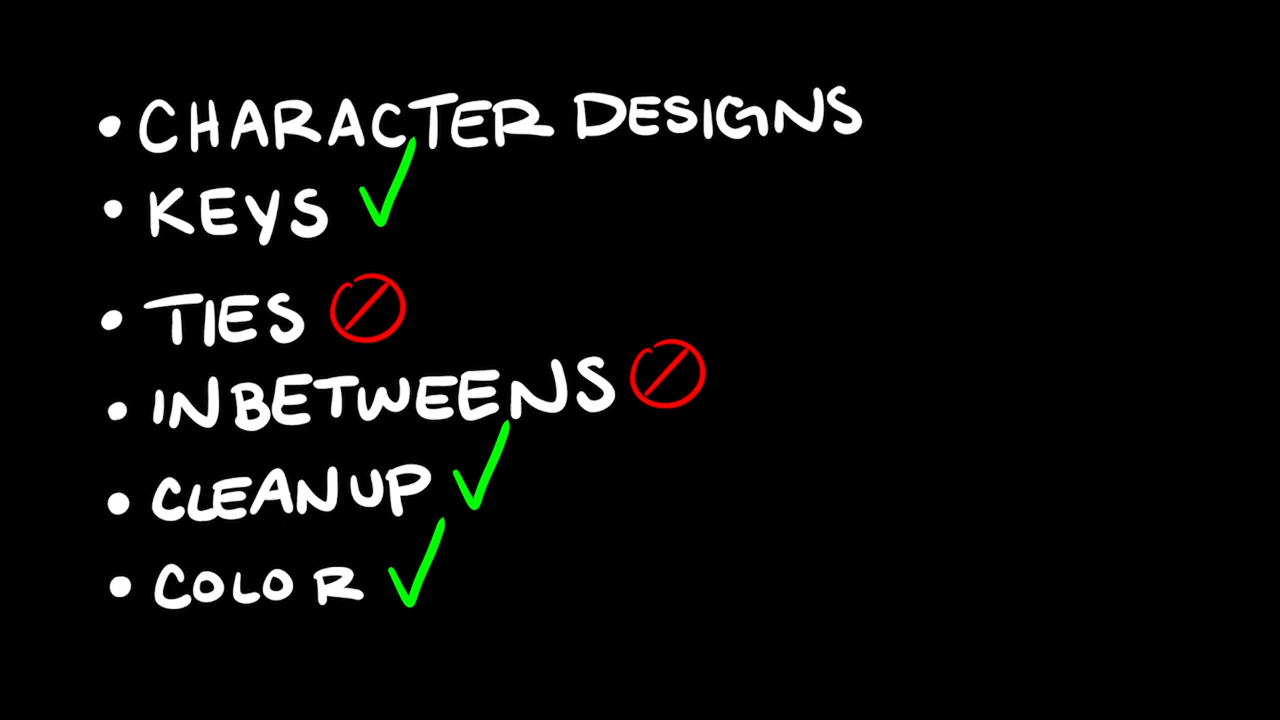 • CHARACTER DESIGNS
• KEYS ✓
• TIES 🚫
• INBETWEENS 🚫
• CLEANUP ✓
• COLOR ✓